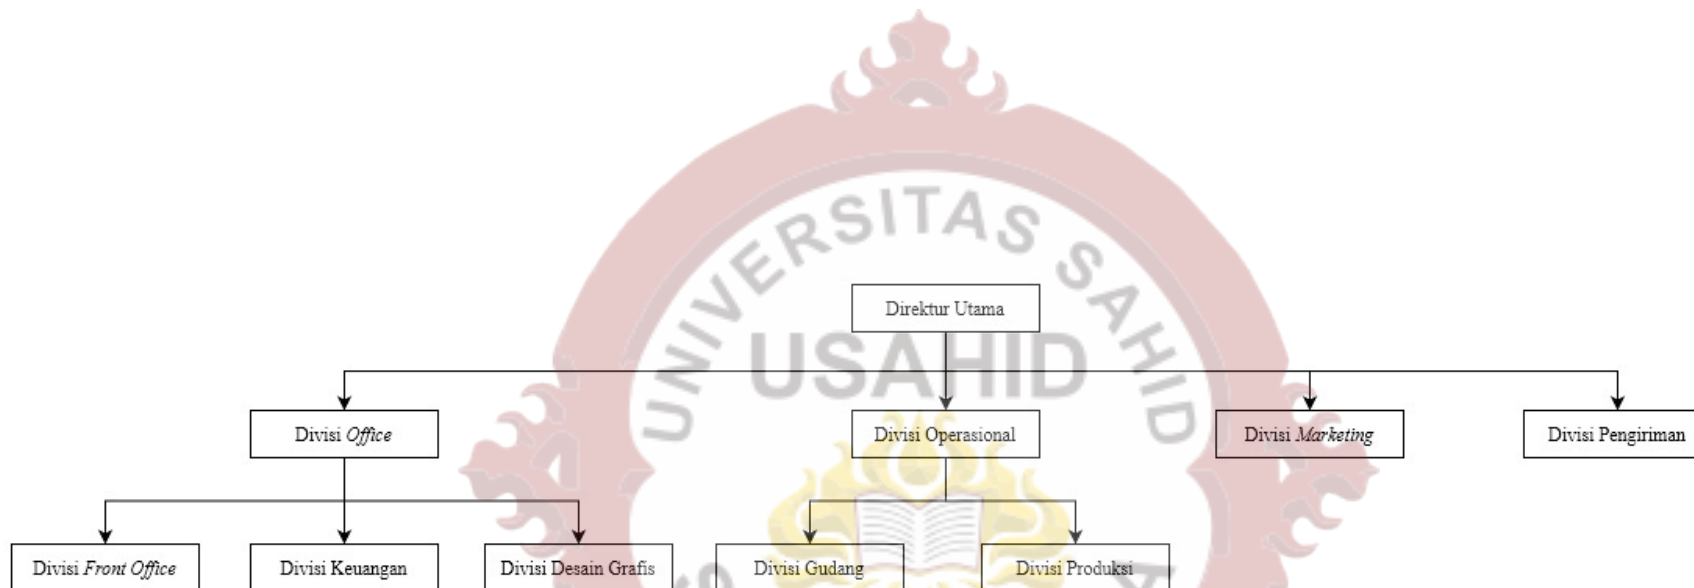 UNIVERSITAS SAHID
Direktur Utama
USAHID
Divisi Office
Divisi Operasional
Divisi Marketing
Divisi Pengiriman
Divisi Front Office
Divisi Keuangan
Divisi Desain Grafis
Divisi Gudang
Divisi Produksi